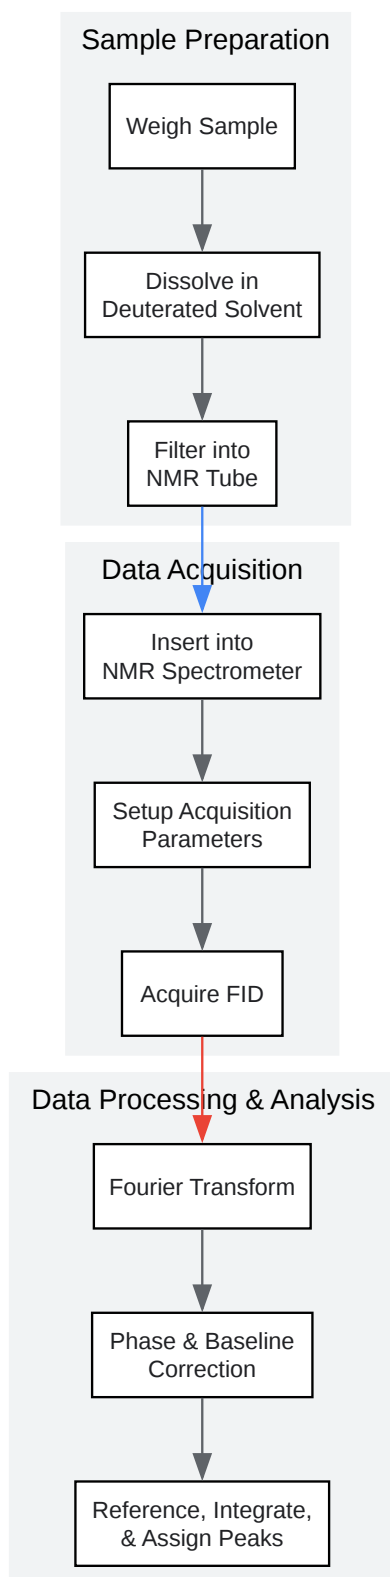 Sample Preparation
Weigh Sample
Dissolve in
Deuterated Solvent
Filter into
NMR Tube
Data Acquisition
Insert into
NMR Spectrometer
Setup Acquisition
Parameters
Acquire FID
Data Processing & Analysis
Fourier Transform
Phase & Baseline
Correction
Reference, Integrate,
& Assign Peaks